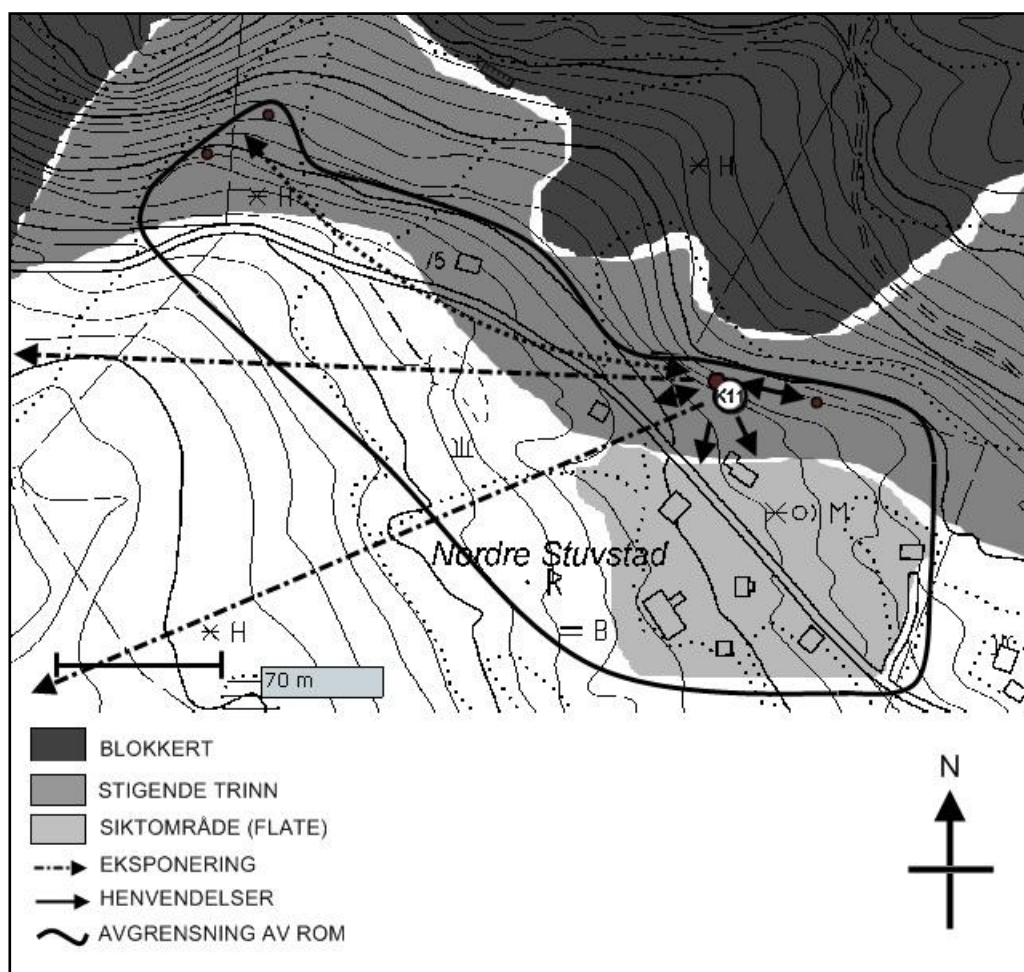 H
H
/5
K11
M
Nordre Stuvstad
R
B
H
70 m
BLOKKERT
STIGENDE TRINN
SIKTOMRÅDE (FLATE)
EKSPONERING
HENVENDELSER
AVGRENSNING AV ROM
N